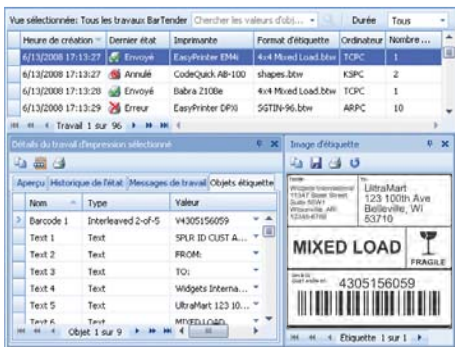 Vue sélectionnée: Tous les travaux BarTender Chercher les valeurs d'obj... Durée Tous
Heure de création Dernier état Imprimante Format d'étiquette Ordinateur Nombre ...
6/13/2008 17:13:27 Envoyé EasyPrinter EM4i 4x4 Mixed Load.btw TCPC 1
6/13/2008 17:13:27 Annulé CodeQuick AB-100 shapes.btw KSPC 2
6/13/2008 17:13:28 Envoyé Babra 2108e 4x4 Mixed Load.btw TCPC 1
6/13/2008 17:13:29 Erreur EasyPrinter DPXi SGTIN-96.btw ARPC 10
Travail 1 sur 96
Détails du travail d'impression sélectionné
Aperçu Historique de l'état Messages de travail Objets étiquette
Nom Type Valeur
Barcode 1 Interleaved 2-of-5 V4305156059
Text 1 Text SPLR ID CUST A...
Text 2 Text FROM:
Text 3 Text TO:
Text 4 Text Widgets Interna...
Text 5 Text UltraMart 123 10...
Text 6 Text MIXED LOAD
Objet 1 sur 9
Image d'étiquette
UltraMart
123 100th Ave
Belleville, WI
53710
MIXED LOAD
FRAGILE
4305156059
Etiquette 1 sur 1